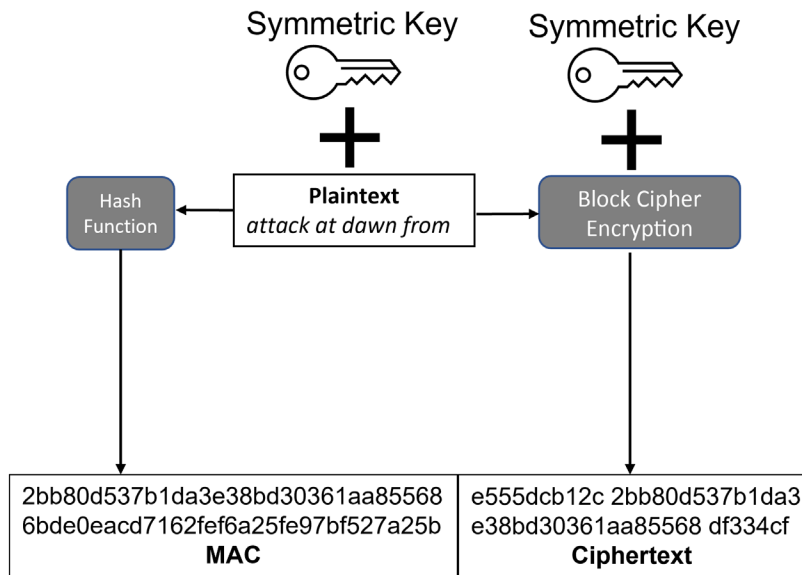 Symmetric Key
Symmetric Key
Hash
Function
Plaintext
attack at dawn from
Block Cipher
Encryption
2bb80d537b1da3e38bd30361aa85568
6bde0eacd7162fef6a25fe97bf527a25b
MAC
e555dcb12c 2bb80d537b1da3
e38bd30361aa85568 df334cf
Ciphertext